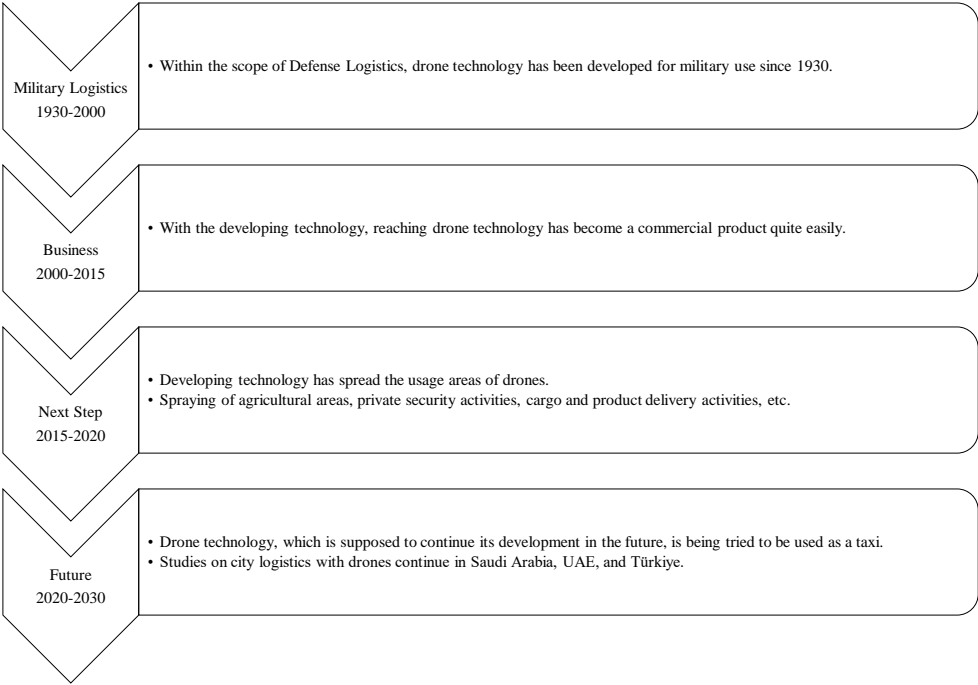 Military Logistics
1930-2000
• Within the scope of Defense Logistics, drone technology has been developed for military use since 1930.
Business
2000-2015
• With the developing technology, reaching drone technology has become a commercial product quite easily.
Next Step
2015-2020
• Developing technology has spread the usage areas of drones.
• Spraying of agricultural areas, private security activities, cargo and product delivery activities, etc.
Future
2020-2030
• Drone technology, which is supposed to continue its development in the future, is being tried to be used as a taxi.
• Studies on city logistics with drones continue in Saudi Arabia, UAE, and Türkiye.